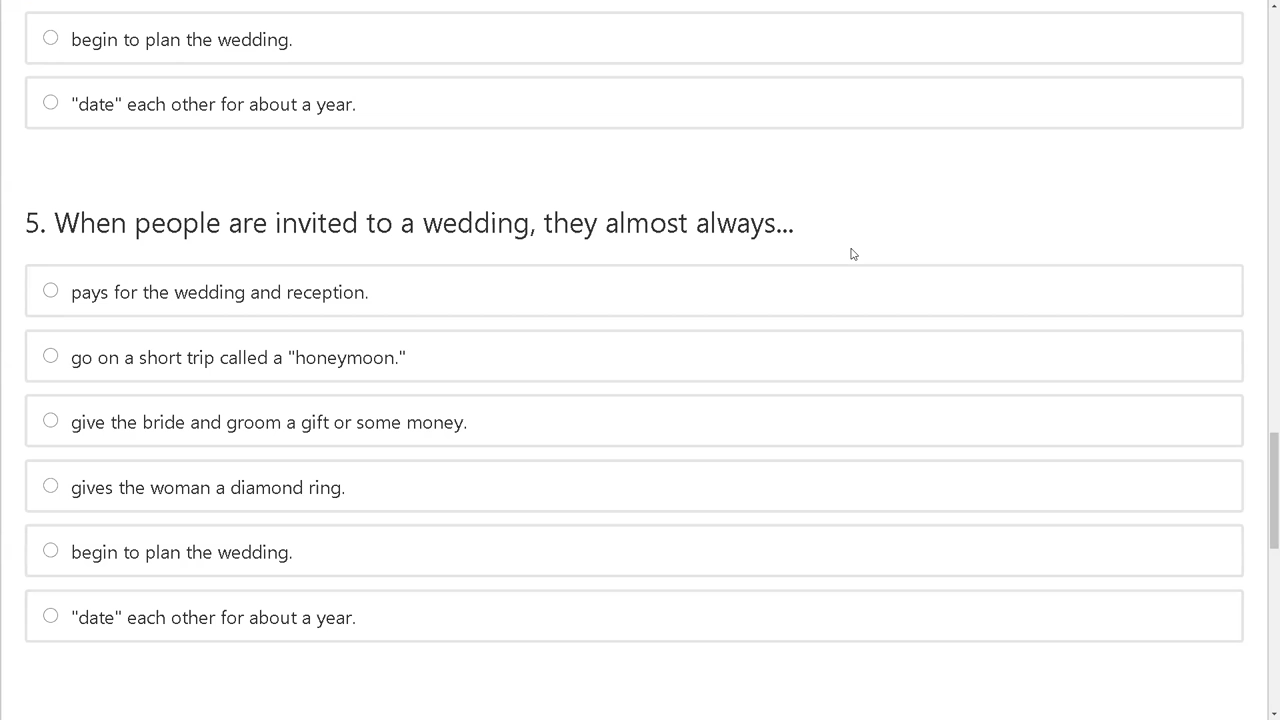 begin to plan the wedding.
"date" each other for about a year.
5. When people are invited to a wedding, they almost always...
pays for the wedding and reception.
go on a short trip called a "honeymoon."
give the bride and groom a gift or some money.
gives the woman a diamond ring.
begin to plan the wedding.
"date" each other for about a year.